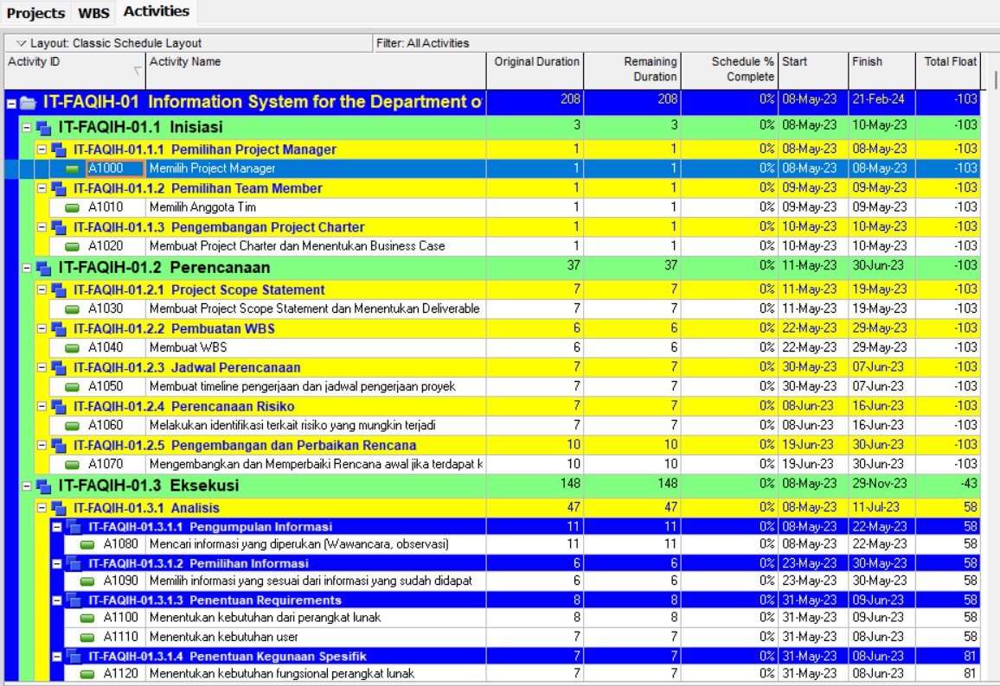 Projects WBS Activities
Layout: Classic Schedule Layout Filter: All Activities
Activity ID Activity Name Original Duration Remaining Duration Schedule % Complete Start Finish Total Float
IT-FAQIH-01 Information System for the Department o 208 208 0% 08-May-23 21-Feb-24 -103
IT-FAQIH-01.1 Inisiasi 3 3 0% 08-May-23 10-May-23 -103
IT-FAQIH-01.1.1 Pemilihan Project Manager 1 1 0% 08-May-23 08-May-23 -103
A1000 Memilih Project Manager 1 1 0% 08-May-23 08-May-23 -103
IT-FAQIH-01.1.2 Pemilihan Team Member 1 1 0% 09-May-23 09-May-23 -103
A1010 Memilih Anggota Tim 1 1 0% 09-May-23 09-May-23 -103
IT-FAQIH-01.1.3 Pengembangan Project Charter 1 1 0% 10-May-23 10-May-23 -103
A1020 Membuat Project Charter dan Menentukan Business Case 1 1 0% 10-May-23 10-May-23 -103
IT-FAQIH-01.2 Perencanaan 37 37 0% 11-May-23 30-Jun-23 -103
IT-FAQIH-01.2.1 Project Scope Statement 7 7 0% 11-May-23 19-May-23 -103
A1030 Membuat Project Scope Statement dan Menentukan Deliverable 7 7 0% 11-May-23 19-May-23 -103
IT-FAQIH-01.2.2 Pembuatan WBS 6 6 0% 22-May-23 29-May-23 -103
A1040 Membuat WBS 6 6 0% 22-May-23 29-May-23 -103
IT-FAQIH-01.2.3 Jadwal Perencanaan 7 7 0% 30-May-23 07-Jun-23 -103
A1050 Membuat timeline pengerjaan dan jadwal pengerjaan proyek 7 7 0% 30-May-23 07-Jun-23 -103
IT-FAQIH-01.2.4 Perencanaan Risiko 7 7 0% 08-Jun-23 16-Jun-23 -103
A1060 Melakukan identifikasi terkait risiko yang mungkin terjadi 7 7 0% 08-Jun-23 16-Jun-23 -103
IT-FAQIH-01.2.5 Pengembangan dan Perbaikan Rencana 10 10 0% 19-Jun-23 30-Jun-23 -103
A1070 Mengembangkan dan Memperbaiki Rencana awal jika terdapat k 10 10 0% 19-Jun-23 30-Jun-23 -103
IT-FAQIH-01.3 Eksekusi 148 148 0% 08-May-23 29-Nov-23 -43
IT-FAQIH-01.3.1 Analisis 47 47 0% 08-May-23 11-Jul-23 58
IT-FAQIH-01.3.1.1 Pengumpulan Informasi 11 11 0% 08-May-23 22-May-23 58
A1080 Mencari informasi yang diperukan (Wawancara, observasi) 11 11 0% 08-May-23 22-May-23 58
IT-FAQIH-01.3.1.2 Pemilihan Informasi 6 6 0% 23-May-23 30-May-23 58
A1090 Memilih informasi yang sesuai dari informasi yang sudah didapat 6 6 0% 23-May-23 30-May-23 58
IT-FAQIH-01.3.1.3 Penentuan Requirements 8 8 0% 31-May-23 09-Jun-23 58
A1100 Menentukan kebutuhan dari perangkat lunak 8 8 0% 31-May-23 09-Jun-23 58
A1110 Menentukan kebutuhan user 7 7 0% 31-May-23 08-Jun-23 58
IT-FAQIH-01.3.1.4 Penentuan Kegunaan Spesifik 7 7 0% 31-May-23 08-Jun-23 81
A1120 Menentukan kebutuhan fungsional perangkat lunak 7 7 0% 31-May-23 08-Jun-23 81